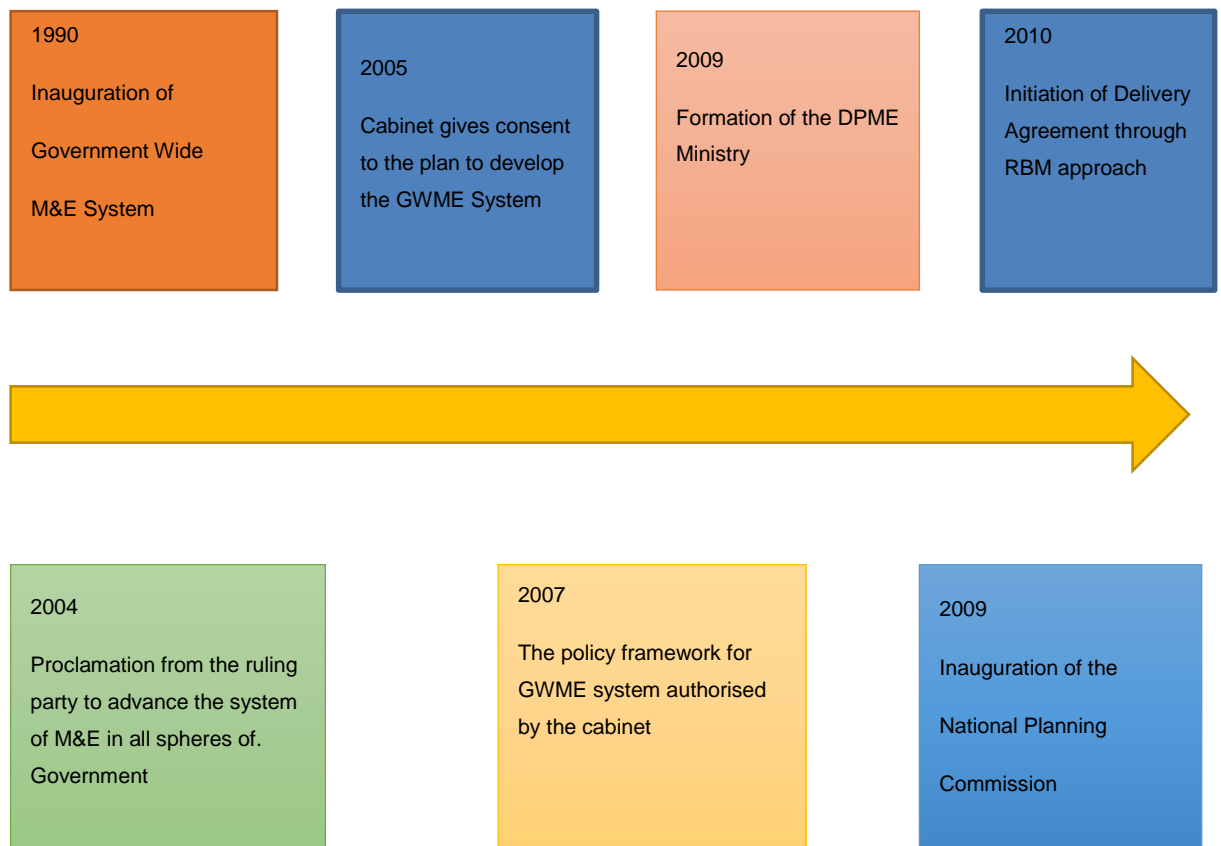 1990
Inauguration of
Government Wide
M&E System
2005
Cabinet gives consent
to the plan to develop
the GWME System
2009
Formation of the DPME
Ministry
2010
Initiation of Delivery
Agreement through
RBM approach
2004
Proclamation from the ruling
party to advance the system
of M&E in all spheres of.
Government
2007
The policy framework for
GWME system authorised
by the cabinet
2009
Inauguration of the
National Planning
Commission